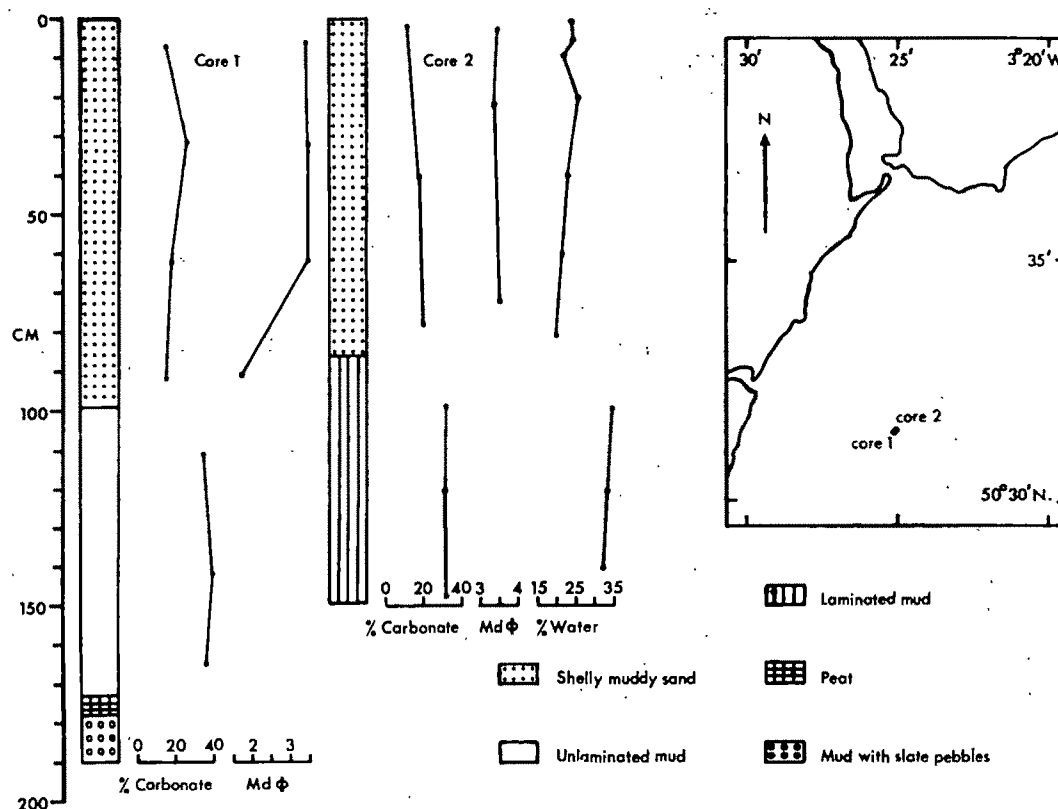 0
50
CM
100
150
200
Core 1
Core 2
0 20 40
% Carbonate
2 3
Md ϕ
0 20 40
% Carbonate
3 4
Md ϕ
15 25 35
% Water
30' 25' 3°20'W
N
35'
core 2
core 1
50°30'N.
Laminated mud
Shelly muddy sand
Peat
Unlaminated mud
Mud with slate pebbles